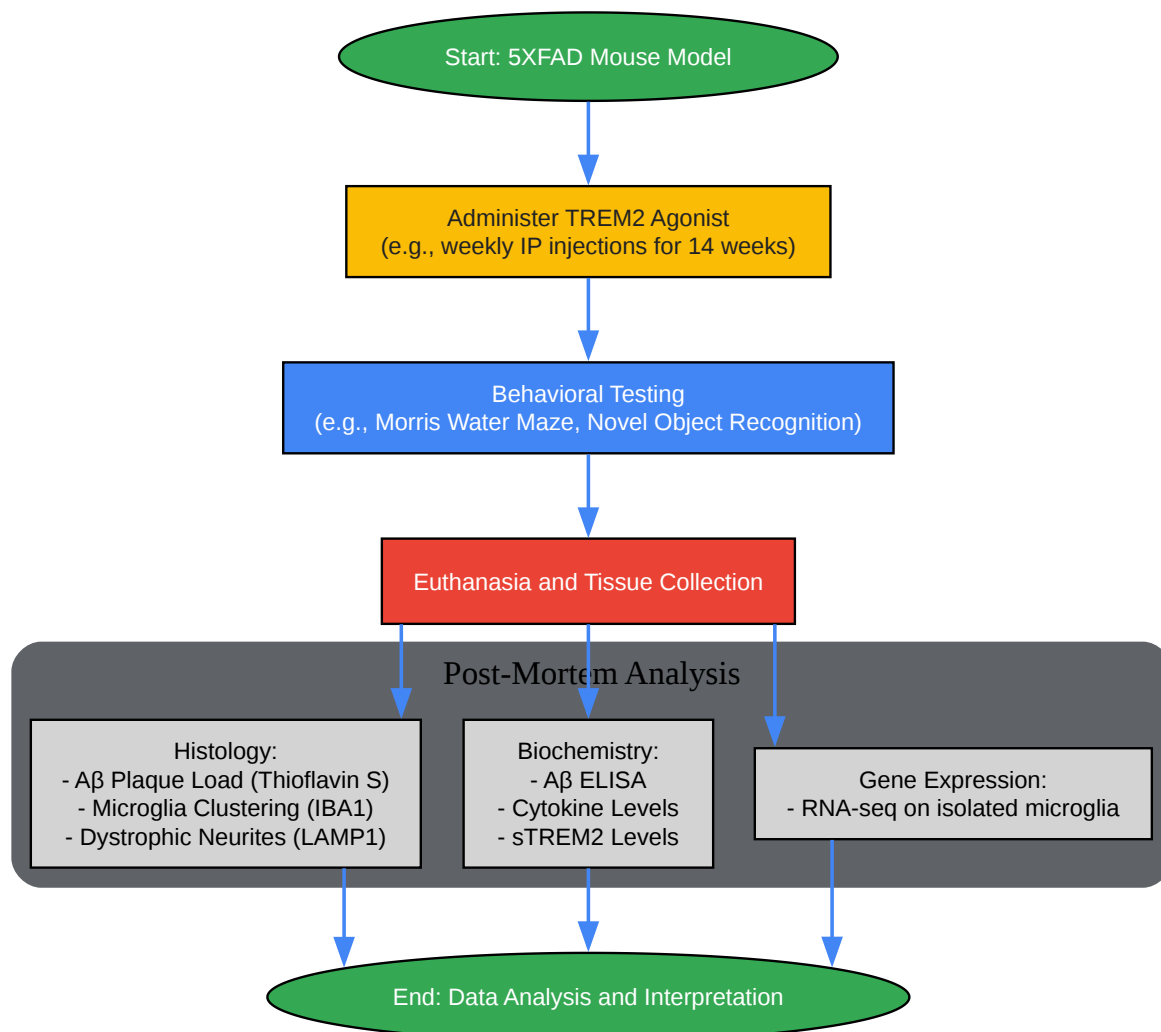 Start: 5XFAD Mouse Model
Administer TREM2 Agonist
(e.g., weekly IP injections for 14 weeks)
Behavioral Testing
(e.g., Morris Water Maze, Novel Object Recognition)
Euthanasia and Tissue Collection
Post-Mortem Analysis
Histology:
- Aβ Plaque Load (Thioflavin S)
- Microglia Clustering (IBA1)
- Dystrophic Neurites (LAMP1)
Biochemistry:
- Aβ ELISA
- Cytokine Levels
- sTREM2 Levels
Gene Expression:
- RNA-seq on isolated microglia
End: Data Analysis and Interpretation